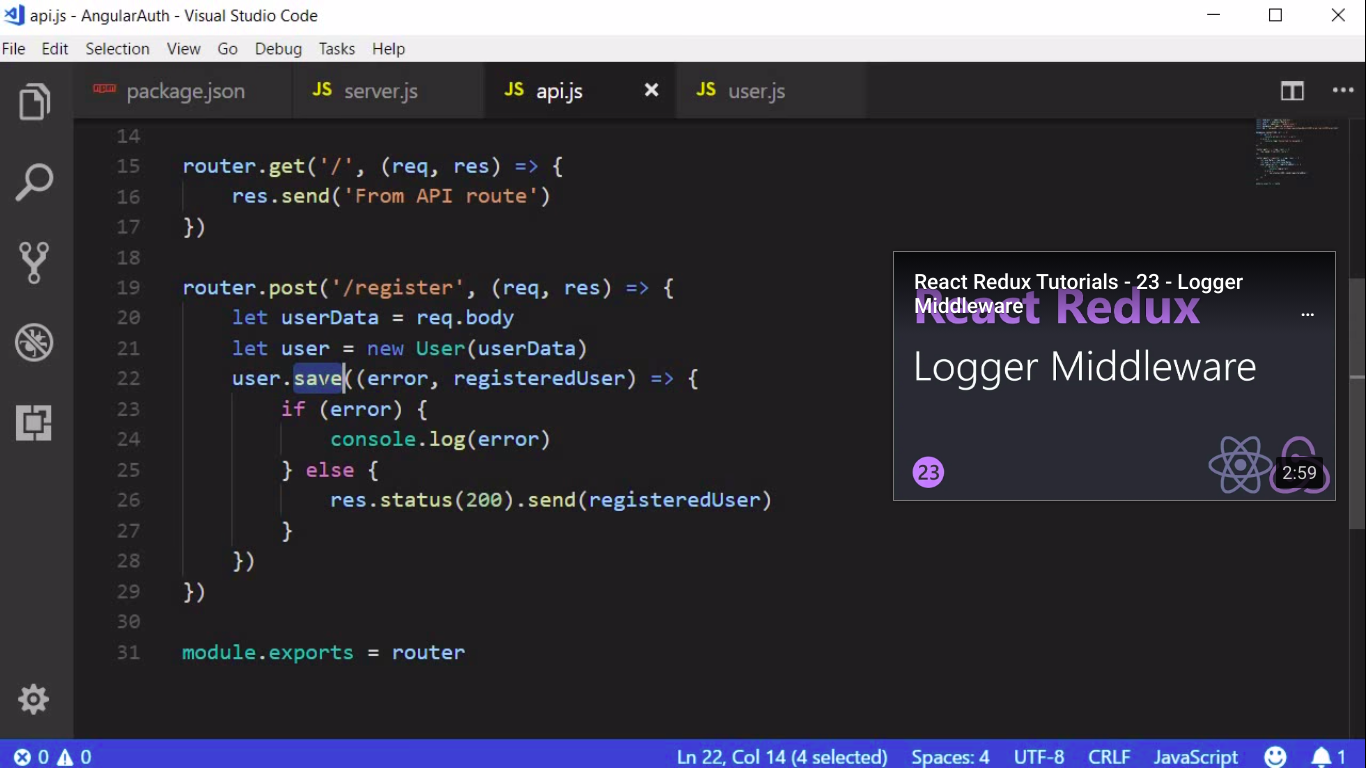 api.js - AngularAuth - Visual Studio Code
File Edit Selection View Go Debug Tasks Help
npm package.json JS server.js JS api.js JS user.js
14
15 router.get('/', (req, res) => {
16     res.send('From API route')
17 })
18
19 router.post('/register', (req, res) => {
20     let userData = req.body
21     let user = new User(userData)
22     user.save((error, registeredUser) => {
23         if (error) {
24             console.log(error)
25         } else {
26             res.status(200).send(registeredUser)
27         }
28     })
29 })
30
31 module.exports = router
React Redux Tutorials - 23 - Logger
Middleware
...
React Redux
Logger Middleware
23
2:59
0 0 Ln 22, Col 14 (4 selected) Spaces: 4 UTF-8 CRLF JavaScript 1